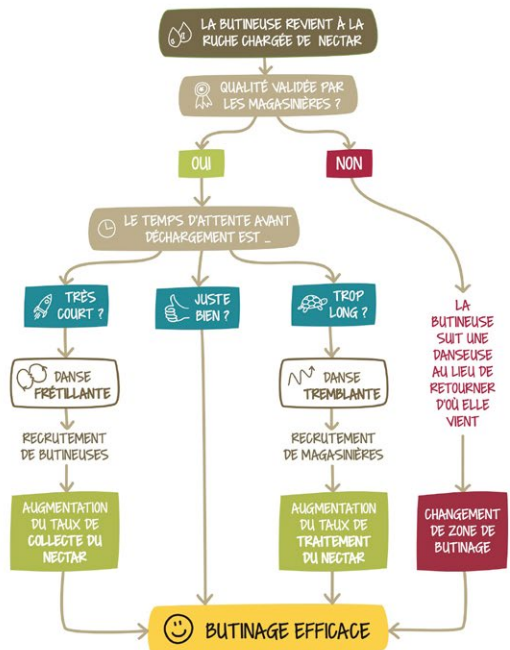 LA BUTINEUSE REVIENT À LA
RUCHE CHARGÉE DE NECTAR
QUALITÉ VALIDÉE PAR
LES MAGASINIÈRES ?
OUI
NON
LE TEMPS D'ATTENTE AVANT
DÉCHARGEMENT EST ...
TRÈS
COURT ?
JUSTE
BIEN ?
TROP
LONG ?
LA
BUTINEUSE
SUIT UNE
DANSEUSE
AU LIEU DE
RETOURNER
D'OÙ ELLE
VIENT
DANSE
FRÉTILLANTE
DANSE
TREMBLANTE
RECRUTEMENT
DE BUTINEUSES
RECRUTEMENT
DE MAGASINIÈRES
AUGMENTATION
DU TAUX DE
COLLECTE DU
NECTAR
AUGMENTATION
DU TAUX DE
TRAITEMENT
DU NECTAR
CHANGEMENT
DE ZONE DE
BUTINAGE
BUTINAGE EFFICACE